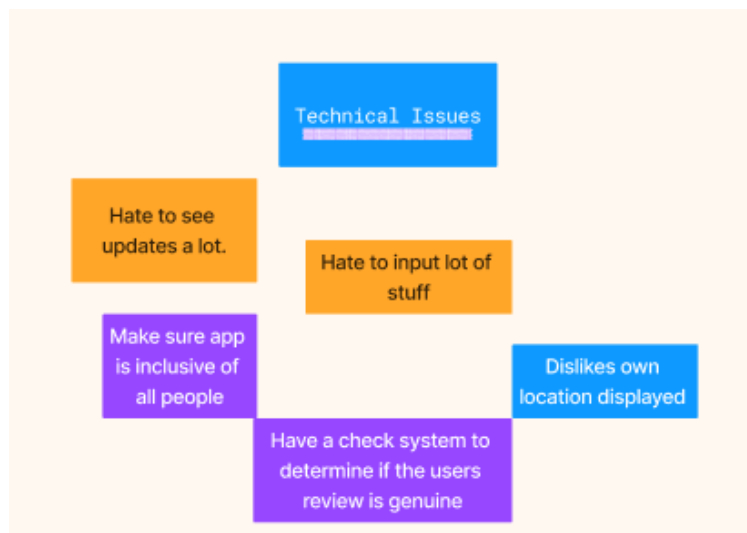 Technical Issues
Hate to see
updates a lot.
Hate to input lot of
stuff
Make sure app
is inclusive of
all people
Dislikes own
location displayed
Have a check system to
determine if the users
review is genuine